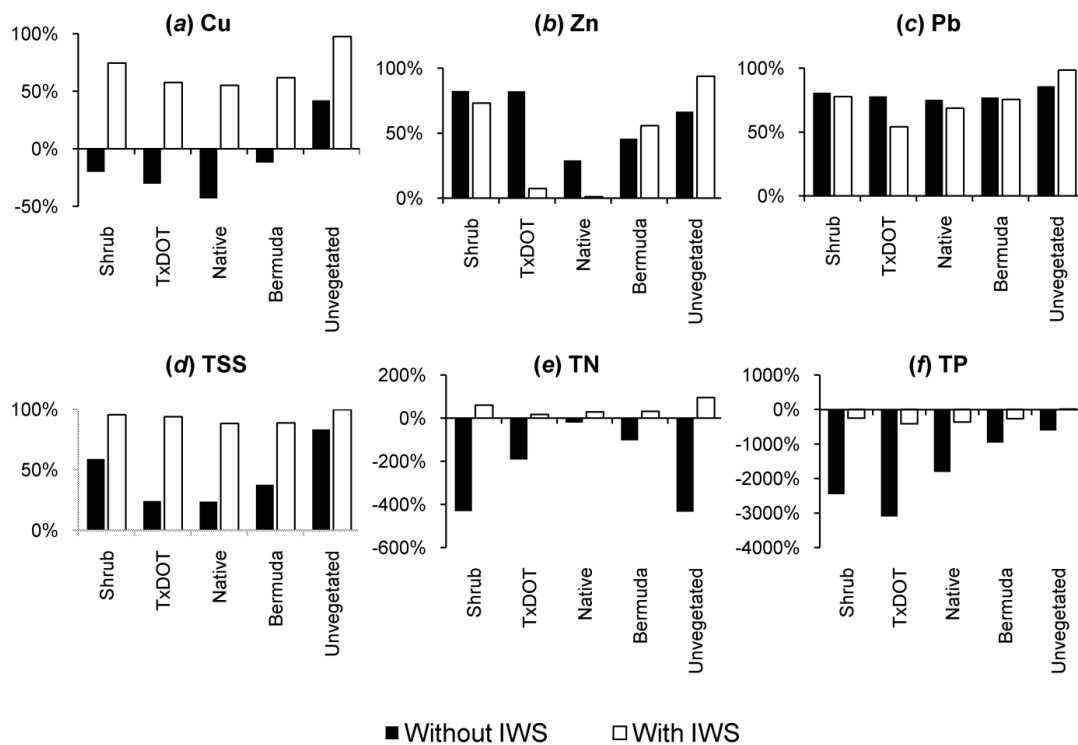 (a) Cu
100%
50%
0%
-50%
Shrub
TxDOT
Native
Bermuda
Unvegetated
(b) Zn
100%
50%
0%
Shrub
TxDOT
Native
Bermuda
Unvegetated
(c) Pb
100%
50%
0%
Shrub
TxDOT
Native
Bermuda
Unvegetated
(d) TSS
100%
50%
0%
Shrub
TxDOT
Native
Bermuda
Unvegetated
(e) TN
200%
0%
-200%
-400%
-600%
Shrub
TxDOT
Native
Bermuda
Unvegetated
(f) TP
1000%
0%
-1000%
-2000%
-3000%
-4000%
Shrub
TxDOT
Native
Bermuda
Unvegetated
Without IWS
With IWS